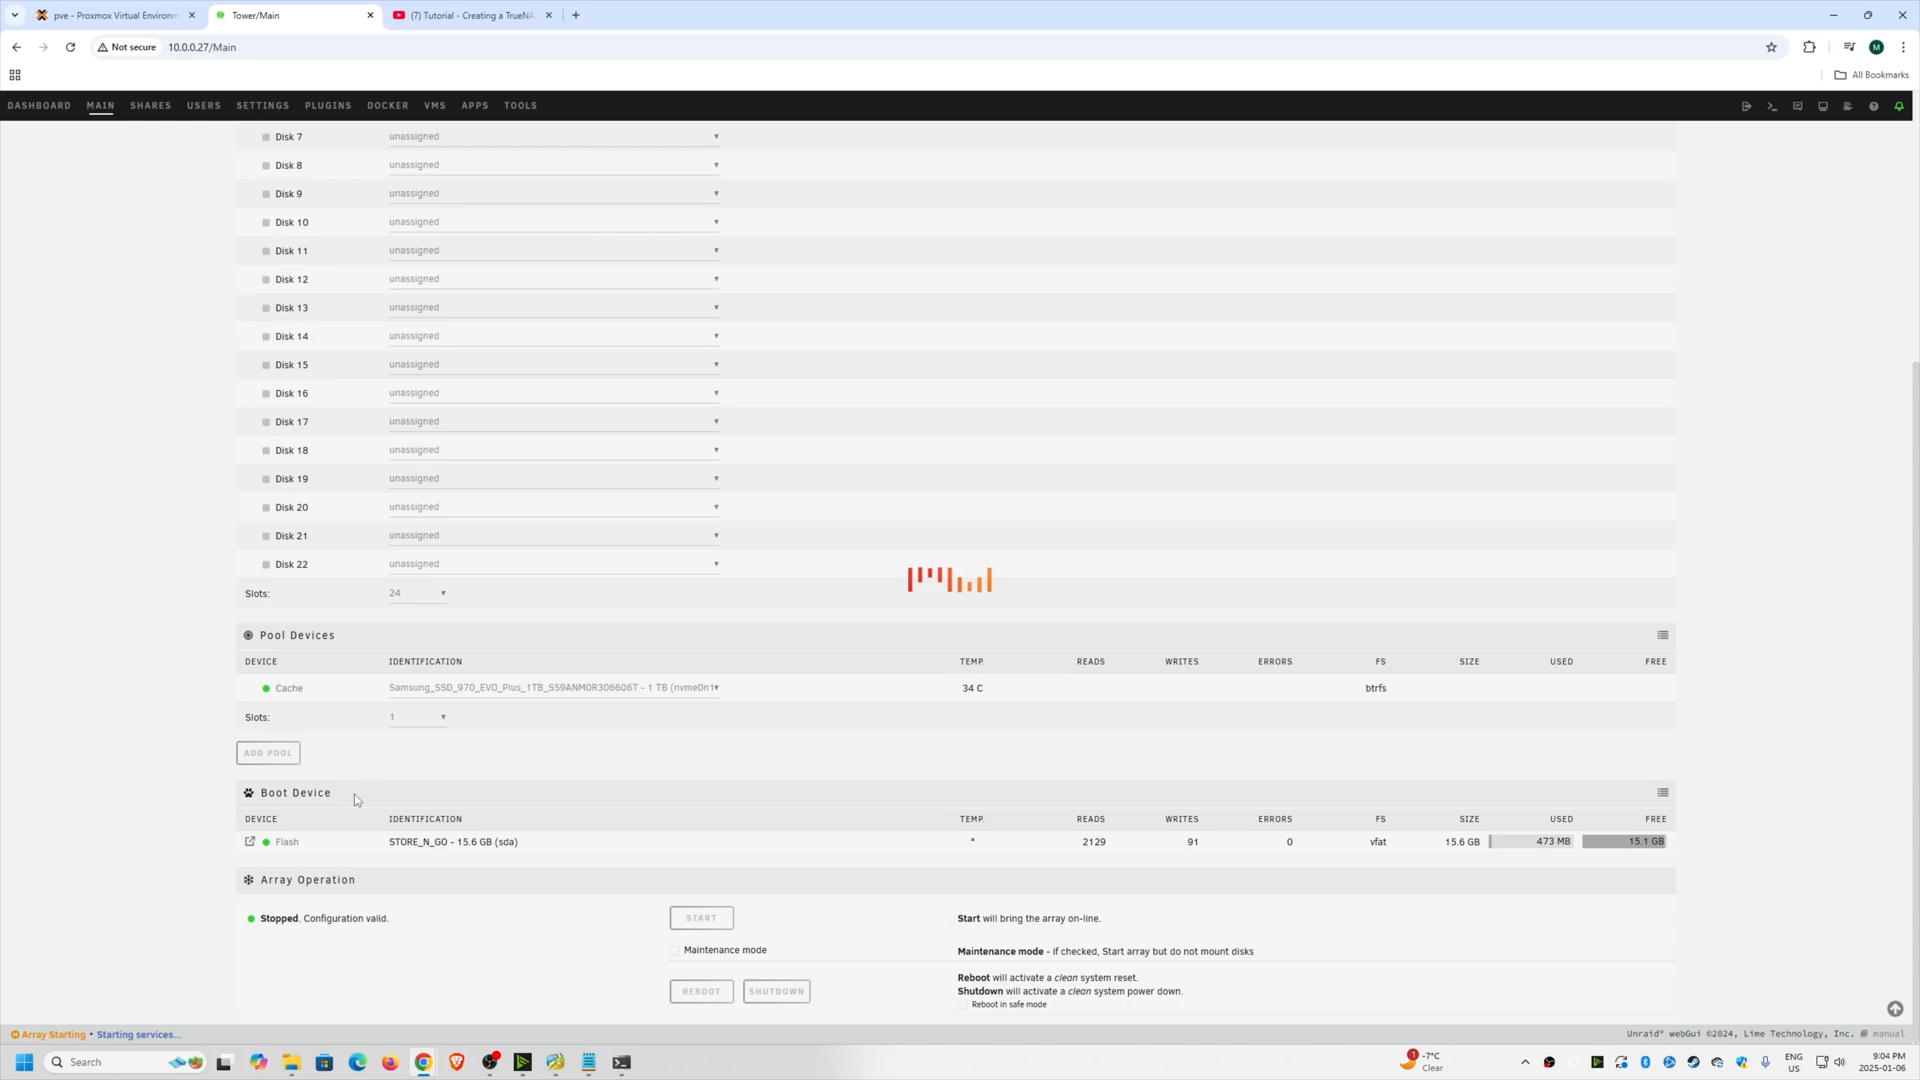 pve - Proxmox Virtual Environm
Tower/Main
(7) Tutorial - Creating a TrueNA
Not secure
10.0.0.27/Main
M
All Bookmarks
DASHBOARD MAIN SHARES USERS SETTINGS PLUGINS DOCKER VMS APPS TOOLS
Disk 7 unassigned
Disk 8 unassigned
Disk 9 unassigned
Disk 10 unassigned
Disk 11 unassigned
Disk 12 unassigned
Disk 13 unassigned
Disk 14 unassigned
Disk 15 unassigned
Disk 16 unassigned
Disk 17 unassigned
Disk 18 unassigned
Disk 19 unassigned
Disk 20 unassigned
Disk 21 unassigned
Disk 22 unassigned
Slots: 24
Pool Devices
DEVICE IDENTIFICATION TEMP. READS WRITES ERRORS FS SIZE USED FREE
Cache Samsung_SSD_970_EVO_Plus_1TB_S59ANM0R306606T - 1 TB (nvme0n1 34 C btrfs
Slots: 1
ADD POOL
Boot Device
DEVICE IDENTIFICATION TEMP. READS WRITES ERRORS FS SIZE USED FREE
Flash STORE_N_GO - 15.6 GB (sda) * 2129 91 0 vfat 15.6 GB 473 MB 15.1 GB
Array Operation
Stopped. Configuration valid. START Start will bring the array on-line.
Maintenance mode Maintenance mode - if checked, Start array but do not mount disks
REBOOT SHUTDOWN Reboot will activate a clean system reset.
Shutdown will activate a clean system power down.
Reboot in safe mode
Array Starting • Starting services...
Unraid® webGui ©2024, Lime Technology, Inc. manual
Search
1
-7°C
Clear
ENG
US
9:04 PM
2025-01-06